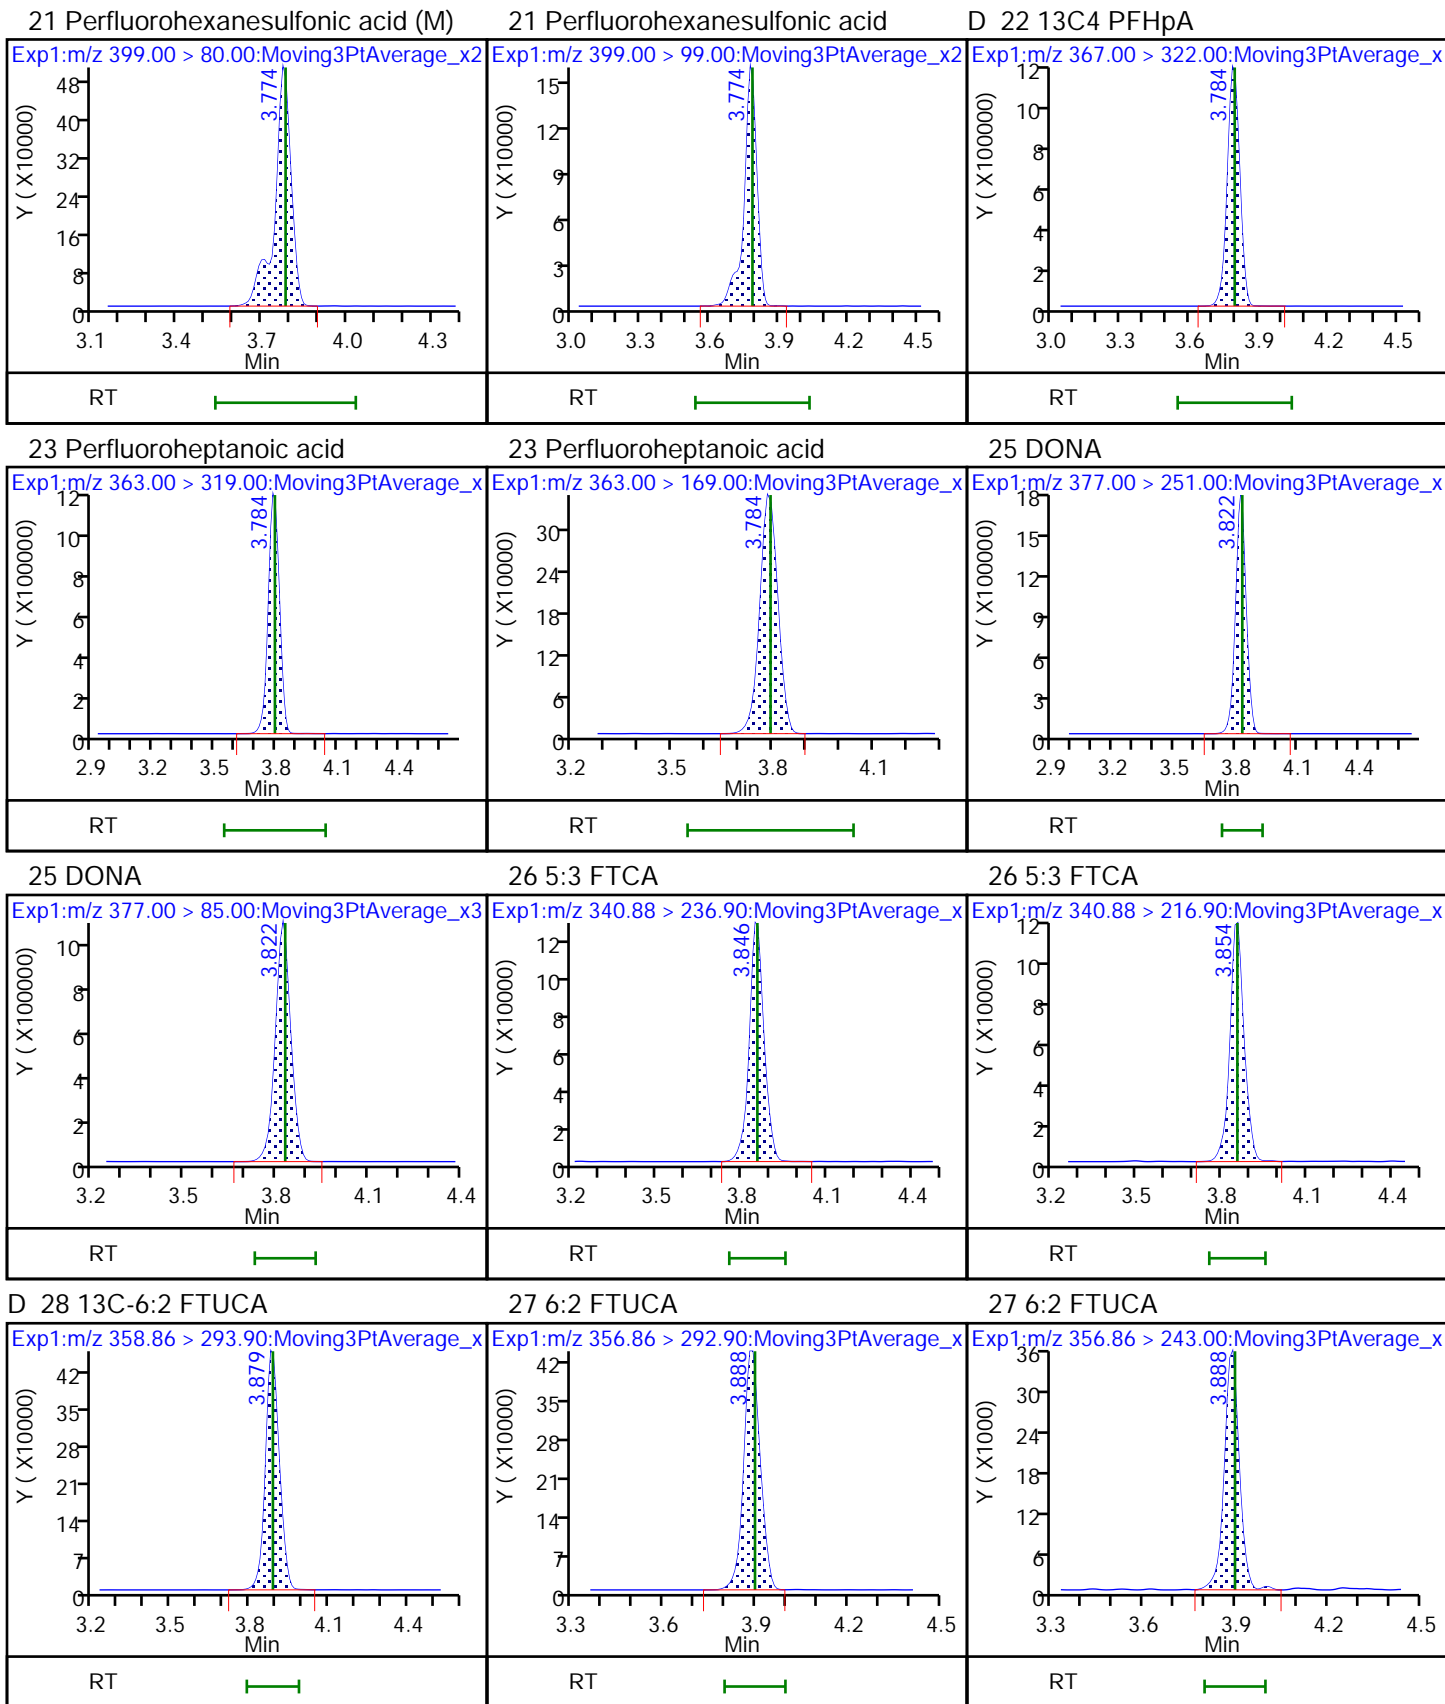 21 Perfluorohexanesulfonic acid (M)
Exp1:m/z 399.00 > 80.00:Moving3PtAverage_x2
3.774
Y ( X100000)
48
40
32
24
16
8
0
3.1 3.4 3.7 4.0 4.3
Min
RT
21 Perfluorohexanesulfonic acid
Exp1:m/z 399.00 > 99.00:Moving3PtAverage_x2
3.774
Y ( X100000)
15
12
9
6
3
0
3.0 3.3 3.6 3.9 4.2 4.5
Min
RT
D 22 13C4 PFHpA
Exp1:m/z 367.00 > 322.00:Moving3PtAverage_x
3.784
Y ( X100000)
12
10
8
6
4
2
0
3.0 3.3 3.6 3.9 4.2 4.5
Min
RT
23 Perfluoroheptanoic acid
Exp1:m/z 363.00 > 319.00:Moving3PtAverage_x
3.784
Y ( X100000)
12
10
8
6
4
2
0
2.9 3.2 3.5 3.8 4.1 4.4
Min
RT
23 Perfluoroheptanoic acid
Exp1:m/z 363.00 > 169.00:Moving3PtAverage_x
3.784
Y ( X10000)
30
24
18
12
6
0
3.2 3.5 3.8 4.1
Min
RT
25 DONA
Exp1:m/z 377.00 > 251.00:Moving3PtAverage_x
3.822
Y ( X100000)
18
15
12
9
6
3
0
2.9 3.2 3.5 3.8 4.1 4.4
Min
RT
25 DONA
Exp1:m/z 377.00 > 85.00:Moving3PtAverage_x3
3.822
Y ( X100000)
10
8
6
4
2
0
3.2 3.5 3.8 4.1 4.4
Min
RT
26 5:3 FTCA
Exp1:m/z 340.88 > 236.90:Moving3PtAverage_x
3.846
Y ( X10000)
12
10
8
6
4
2
0
3.2 3.5 3.8 4.1 4.4
Min
RT
26 5:3 FTCA
Exp1:m/z 340.88 > 216.90:Moving3PtAverage_x
3.854
Y ( X10000)
12
10
8
6
4
2
0
3.2 3.5 3.8 4.1 4.4
Min
RT
D 28 13C-6:2 FTUCA
Exp1:m/z 358.86 > 293.90:Moving3PtAverage_x
3.879
Y ( X10000)
42
35
28
21
14
7
0
3.2 3.5 3.8 4.1 4.4
Min
RT
27 6:2 FTUCA
Exp1:m/z 356.86 > 292.90:Moving3PtAverage_x
3.888
Y ( X10000)
42
35
28
21
14
7
0
3.3 3.6 3.9 4.2 4.5
Min
RT
27 6:2 FTUCA
Exp1:m/z 356.86 > 243.00:Moving3PtAverage_x
3.888
Y ( X1000)
36
30
24
18
12
6
0
3.3 3.6 3.9 4.2 4.5
Min
RT